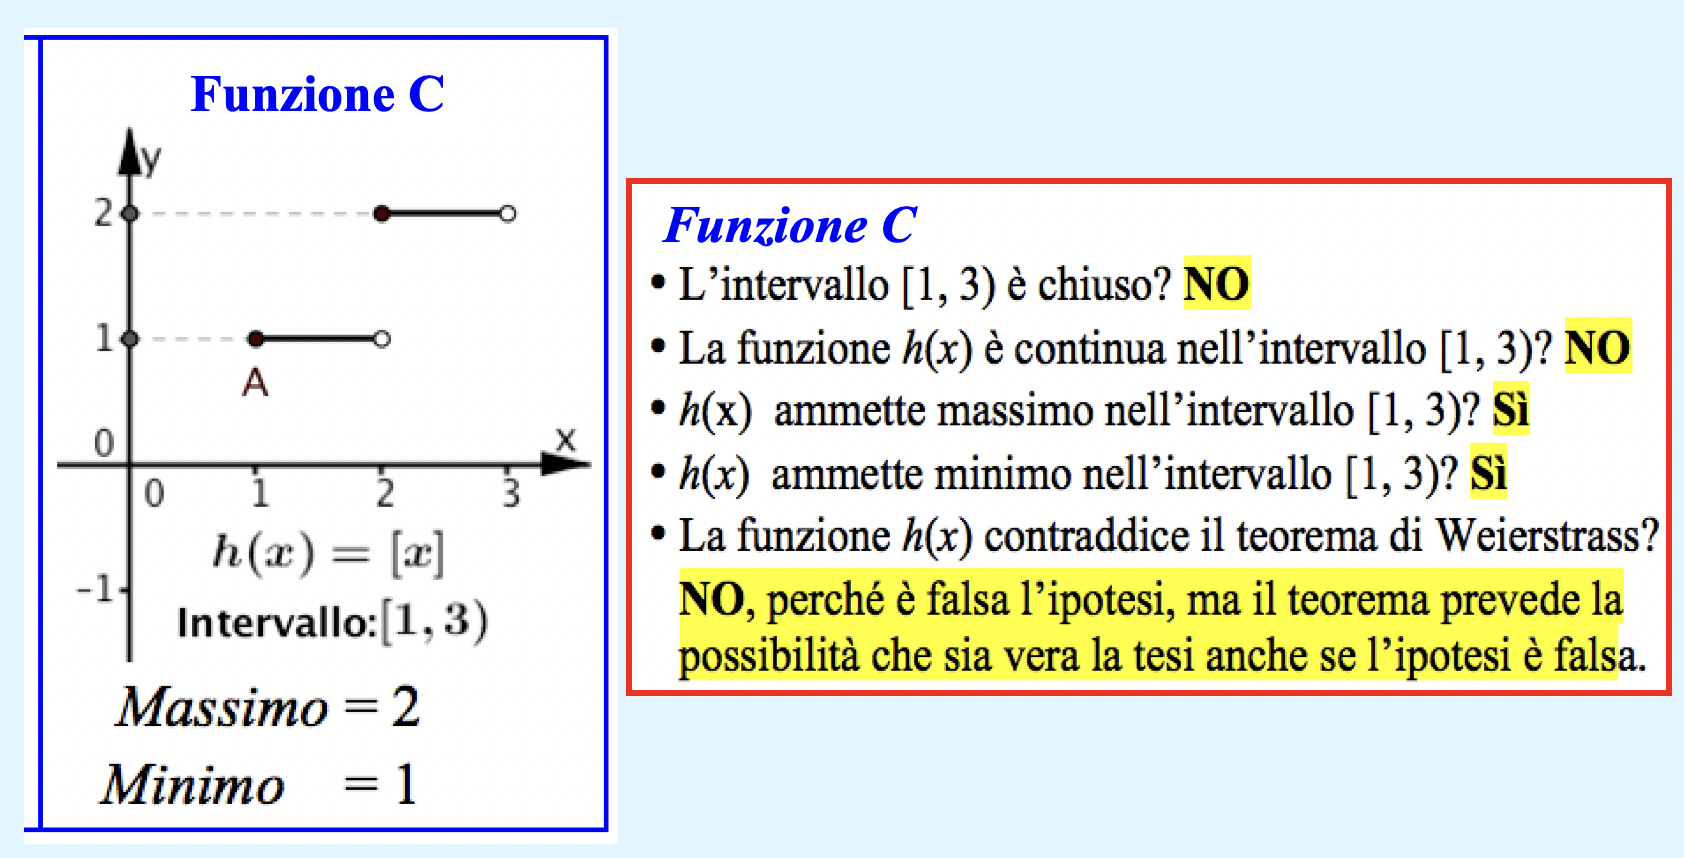 Funzione C
y
2
1
A
0
x
0 1 2 3
h(x) = [x]
-1
Intervallo:[1, 3)
Massimo = 2
Minimo = 1
Funzione C
• L’intervallo [1, 3) è chiuso? NO
• La funzione h(x) è continua nell’intervallo [1, 3)? NO
• h(x) ammette massimo nell’intervallo [1, 3)? Sì
• h(x) ammette minimo nell’intervallo [1, 3)? Sì
• La funzione h(x) contraddice il teorema di Weierstrass?
NO, perché è falsa l’ipotesi, ma il teorema prevede la
possibilità che sia vera la tesi anche se l’ipotesi è falsa.